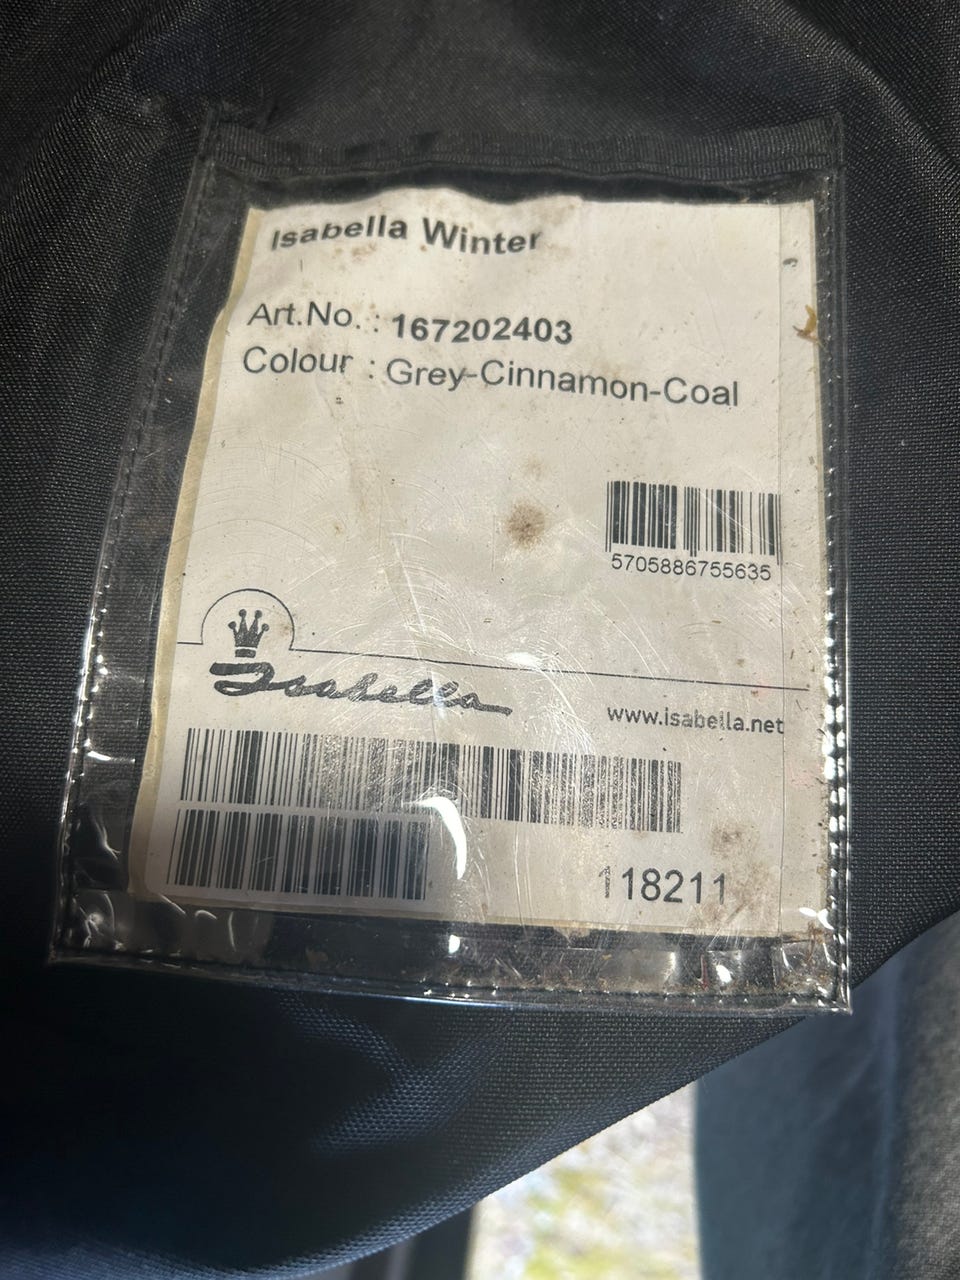 Isabella Winter
Art.No. : 167202403
Colour : Grey-Cinnamon-Coal
5705886755635
Isabella
www.isabella.net
118211